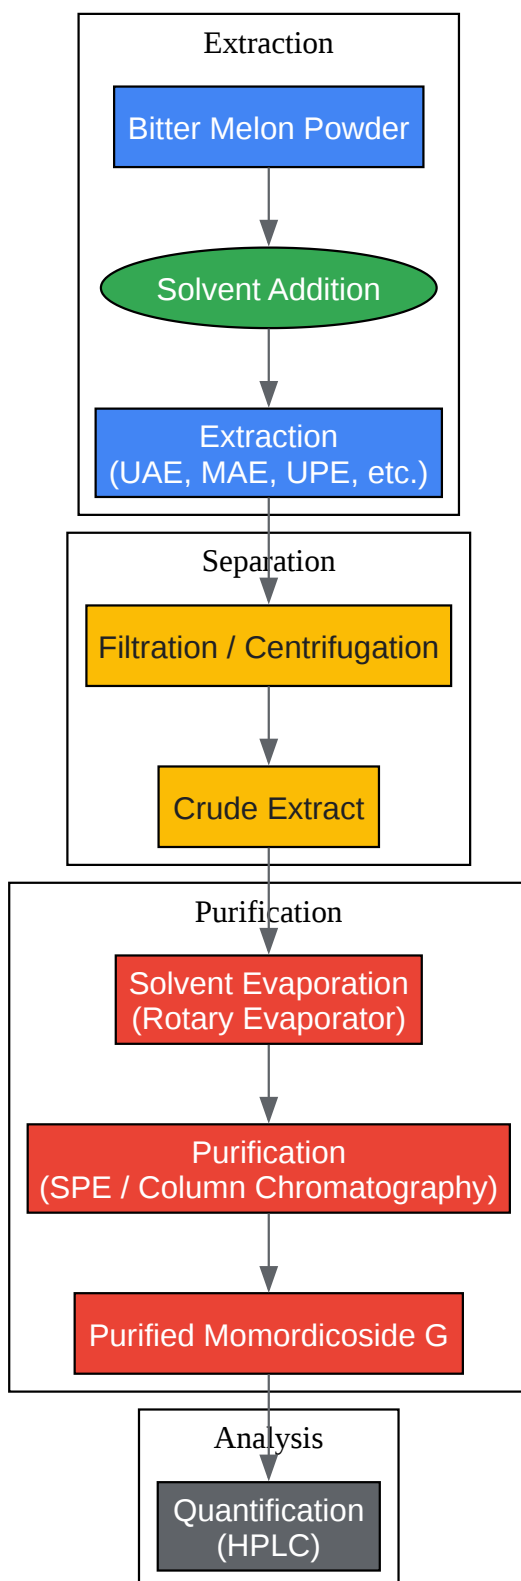 Extraction
Bitter Melon Powder
Solvent Addition
Extraction
(UAE, MAE, UPE, etc.)
Separation
Filtration / Centrifugation
Crude Extract
Purification
Solvent Evaporation
(Rotary Evaporator)
Purification
(SPE / Column Chromatography)
Purified Momordicoside G
Analysis
Quantification
(HPLC)